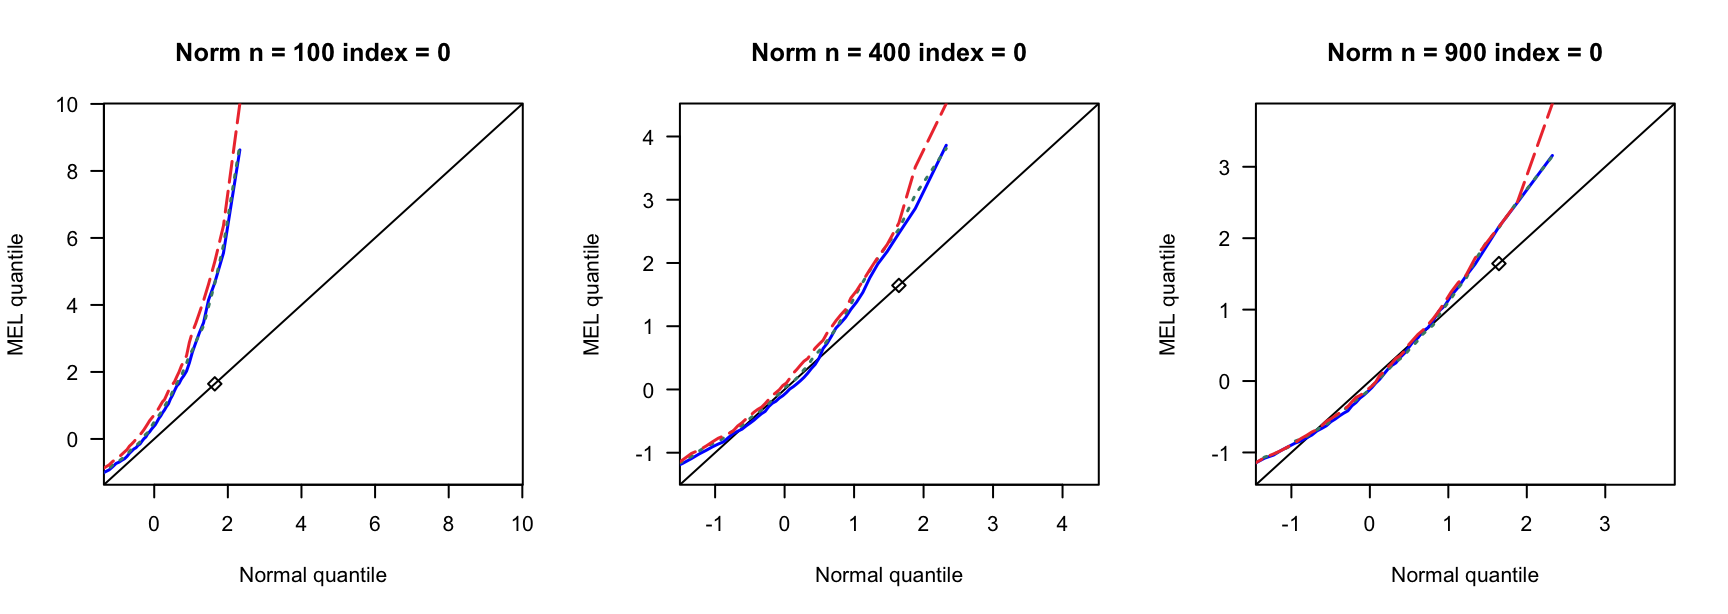 Norm n = 100 index = 0
MEL quantile
10
8
6
4
2
0
0 2 4 6 8 10
Normal quantile
Norm n = 400 index = 0
MEL quantile
4
3
2
1
0
-1
-1 0 1 2 3 4
Normal quantile
Norm n = 900 index = 0
MEL quantile
3
2
1
0
-1
-1 0 1 2 3
Normal quantile